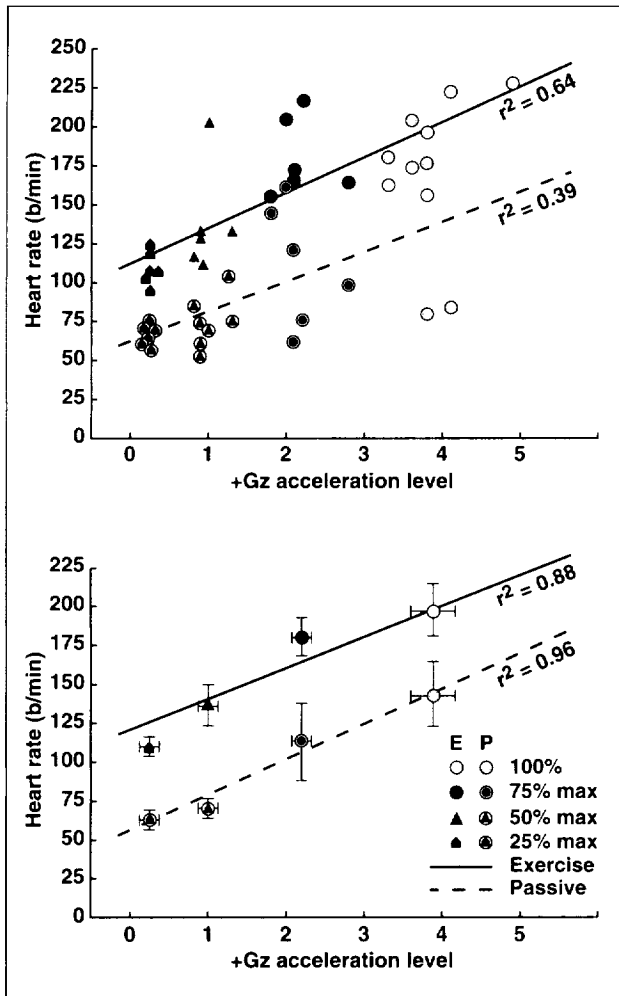 250
225
200
175
150
125
100
75
50
25
0
Heart rate (b/min)
r² = 0.64
r² = 0.39
0 1 2 3 4 5
+Gz acceleration level
225
200
175
150
125
100
75
50
25
0
Heart rate (b/min)
r² = 0.88
r² = 0.96
E P
100%
75% max
50% max
25% max
Exercise
Passive
0 1 2 3 4 5
+Gz acceleration level